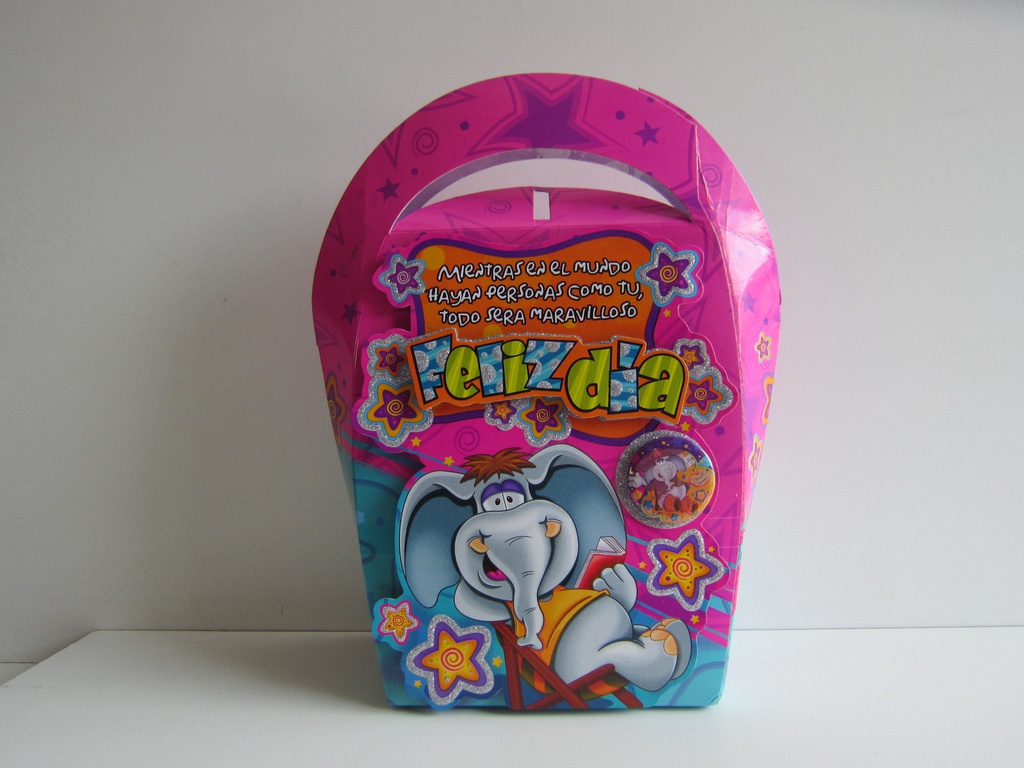 MIENTRAS EN EL MUNDO
HAYAN PERSONAS COMO TU,
TODO SERA MARAVILLOSO
Feliz día